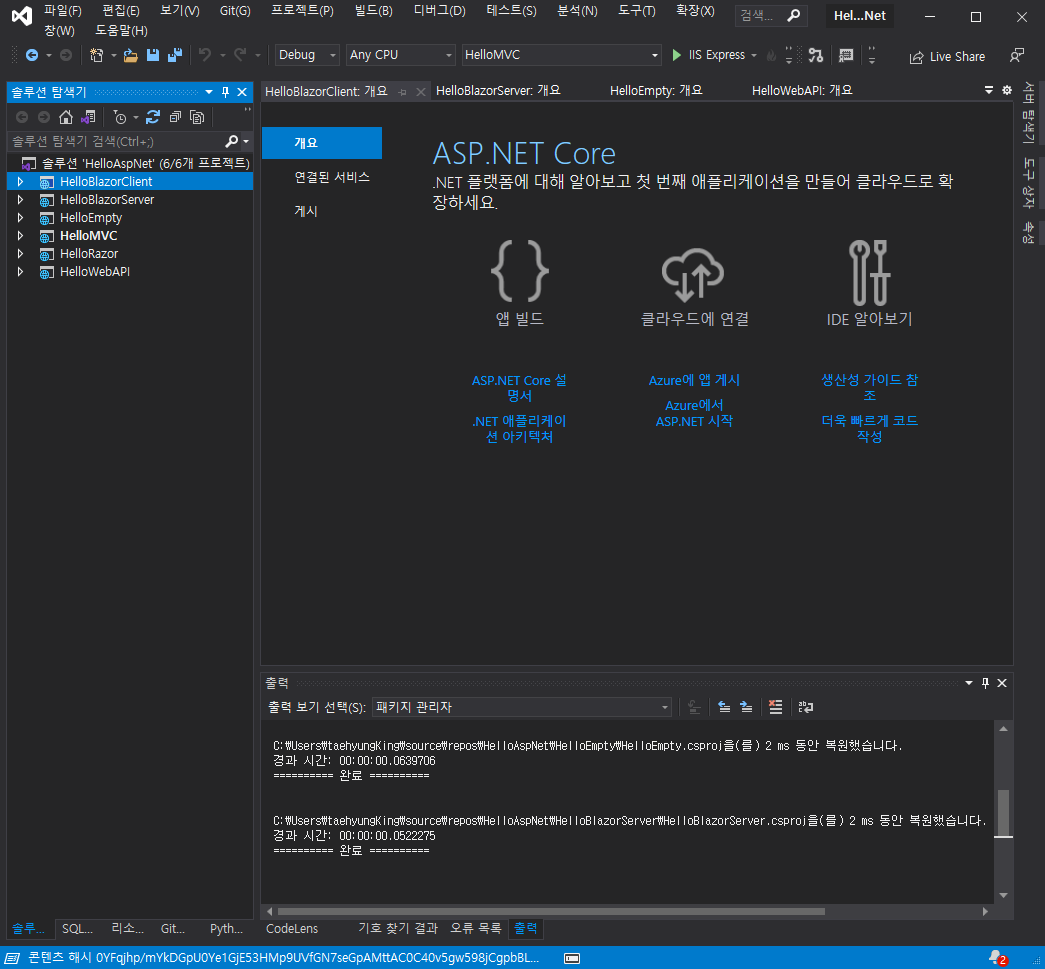 파일(F) 편집(E) 보기(V) Git(G) 프로젝트(P) 빌드(B) 디버그(D) 테스트(S) 분석(N) 도구(T) 확장(X) 검색... Hel...Net
창(W) 도움말(H)
Debug Any CPU HelloMVC IIS Express Live Share
솔루션 탐색기
솔루션 탐색기 검색(Ctrl+;)
솔루션 'HelloAspNet' (6/6개 프로젝트)
HelloBlazorClient
HelloBlazorServer
HelloEmpty
HelloMVC
HelloRazor
HelloWebAPI
HelloBlazorClient: 개요 HelloBlazorServer: 개요 HelloEmpty: 개요 HelloWebAPI: 개요
개요
연결된 서비스
게시
ASP.NET Core
.NET 플랫폼에 대해 알아보고 첫 번째 애플리케이션을 만들어 클라우드로 확
장하세요.
앱 빌드
ASP.NET Core 설
명서
.NET 애플리케이
션 아키텍처
클라우드에 연결
Azure에 앱 게시
Azure에서
ASP.NET 시작
IDE 알아보기
생산성 가이드 참
조
더욱 빠르게 코드
작성
서버 탐색기
도구 상자
속성
출력
출력 보기 선택(S): 패키지 관리자
C:₩Users₩taehyungKing₩source₩repos₩HelloAspNet₩HelloEmpty₩HelloEmpty.csproj을(를) 2 ms 동안 복원했습니다.
경과 시간: 00:00:00.0639706
========== 완료 ==========
C:₩Users₩taehyungKing₩source₩repos₩HelloAspNet₩HelloBlazorServer₩HelloBlazorServer.csproj을(를) 2 ms 동안 복원했습니다.
경과 시간: 00:00:00.0522275
========== 완료 ==========
솔루... SQL... 리소... Git... Pyth... CodeLens 기호 찾기 결과 오류 목록 출력
콘텐츠 해시 0YFqjhp/mYkDGpU0Ye1GjE53HMp9UVfGN7seGpAMttAC0C40v5gw598jCgpbBL... 2